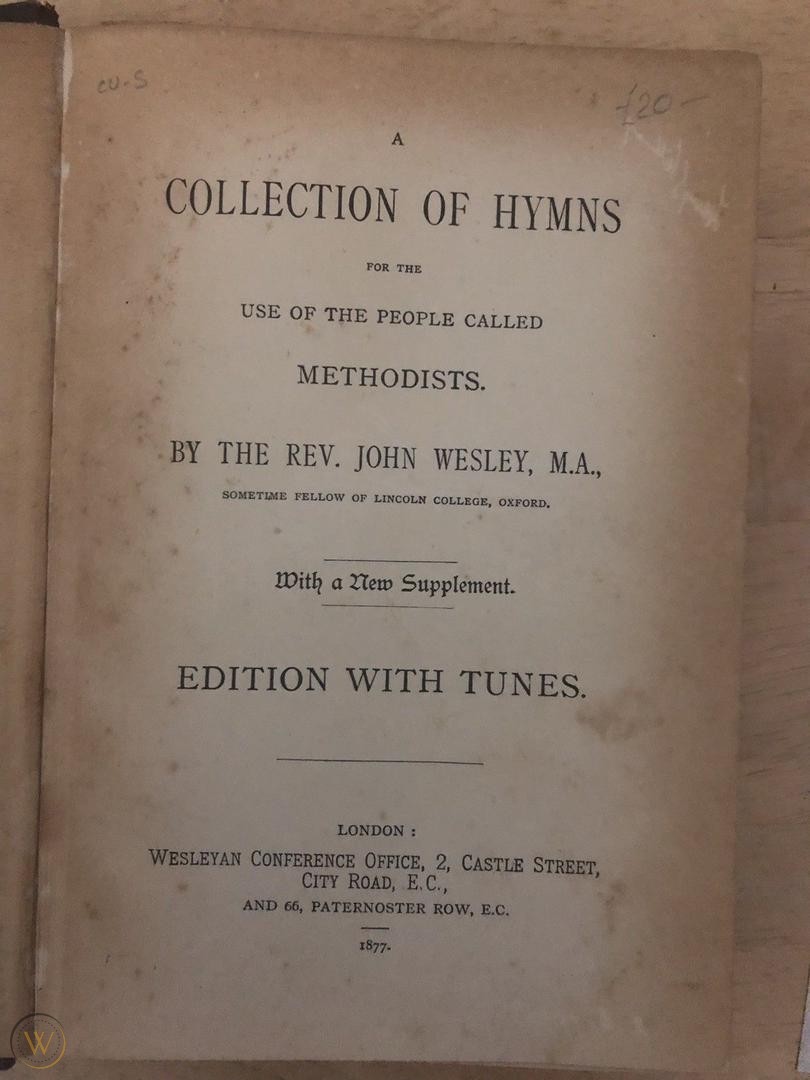 cu-S
£20-
A
COLLECTION OF HYMNS
FOR THE
USE OF THE PEOPLE CALLED
METHODISTS.
BY THE REV. JOHN WESLEY, M.A.,
SOMETIME FELLOW OF LINCOLN COLLEGE, OXFORD.
With a New Supplement.
EDITION WITH TUNES.
LONDON :
WESLEYAN CONFERENCE OFFICE, 2, CASTLE STREET,
CITY ROAD, E.C.,
AND 66, PATERNOSTER ROW, E.C.
1877.
W